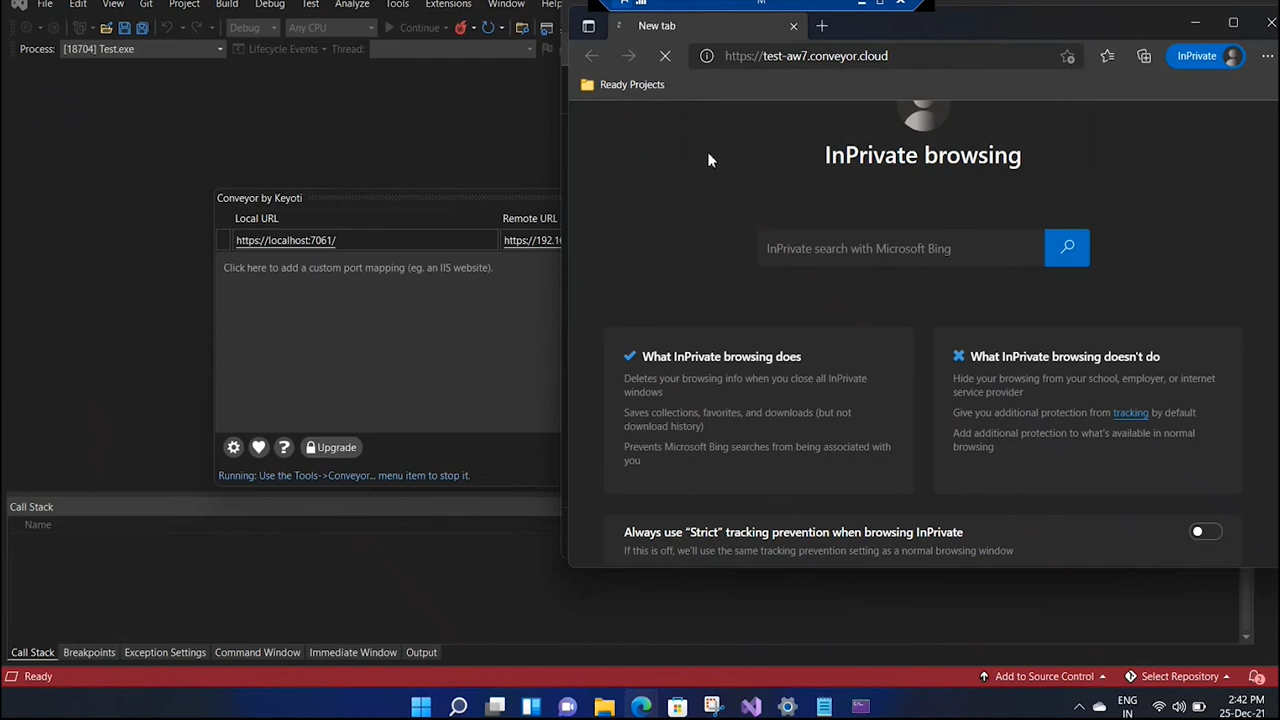 File Edit View Git Project Build Debug Test Analyze Tools Extensions Window
Debug Any CPU Continue
Process: [18704] Test.exe Lifecycle Events Thread:
New tab
https://test-aw7.conveyor.cloud
InPrivate
Ready Projects
InPrivate browsing
InPrivate search with Microsoft Bing
What InPrivate browsing does
Deletes your browsing info when you close all InPrivate
windows
Saves collections, favorites, and downloads (but not
download history)
Prevents Microsoft Bing searches from being associated with
you
What InPrivate browsing doesn't do
Hide your browsing from your school, employer, or internet
service provider
Give you additional protection from tracking by default
Add additional protection to what's available in normal
browsing
Always use “Strict” tracking prevention when browsing InPrivate
If this is off, we'll use the same tracking prevention setting as a normal browsing window
Conveyor by Keyoti
Local URL Remote URL
https://localhost:7061/ https://192.1
Click here to add a custom port mapping (eg. an IIS website).
Upgrade
Running: Use the Tools->Conveyor... menu item to stop it.
Call Stack
Name
Call Stack Breakpoints Exception Settings Command Window Immediate Window Output
Ready Add to Source Control Select Repository 2
ENG
IN
2:42 PM
25-Dec-21